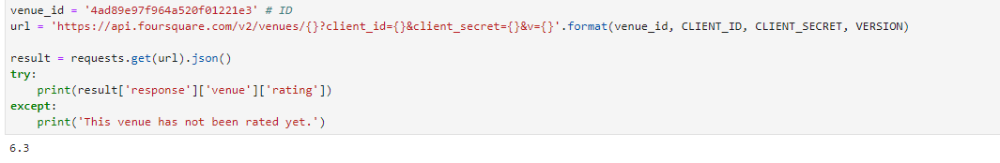 venue_id = '4ad89e97f964a520f01221e3' # ID
url = 'https://api.foursquare.com/v2/venues/{}?client_id={}&client_secret={}&v={}'.format(venue_id, CLIENT_ID, CLIENT_SECRET, VERSION)
result = requests.get(url).json()
try:
    print(result['response']['venue']['rating'])
except:
    print('This venue has not been rated yet.')
6.3